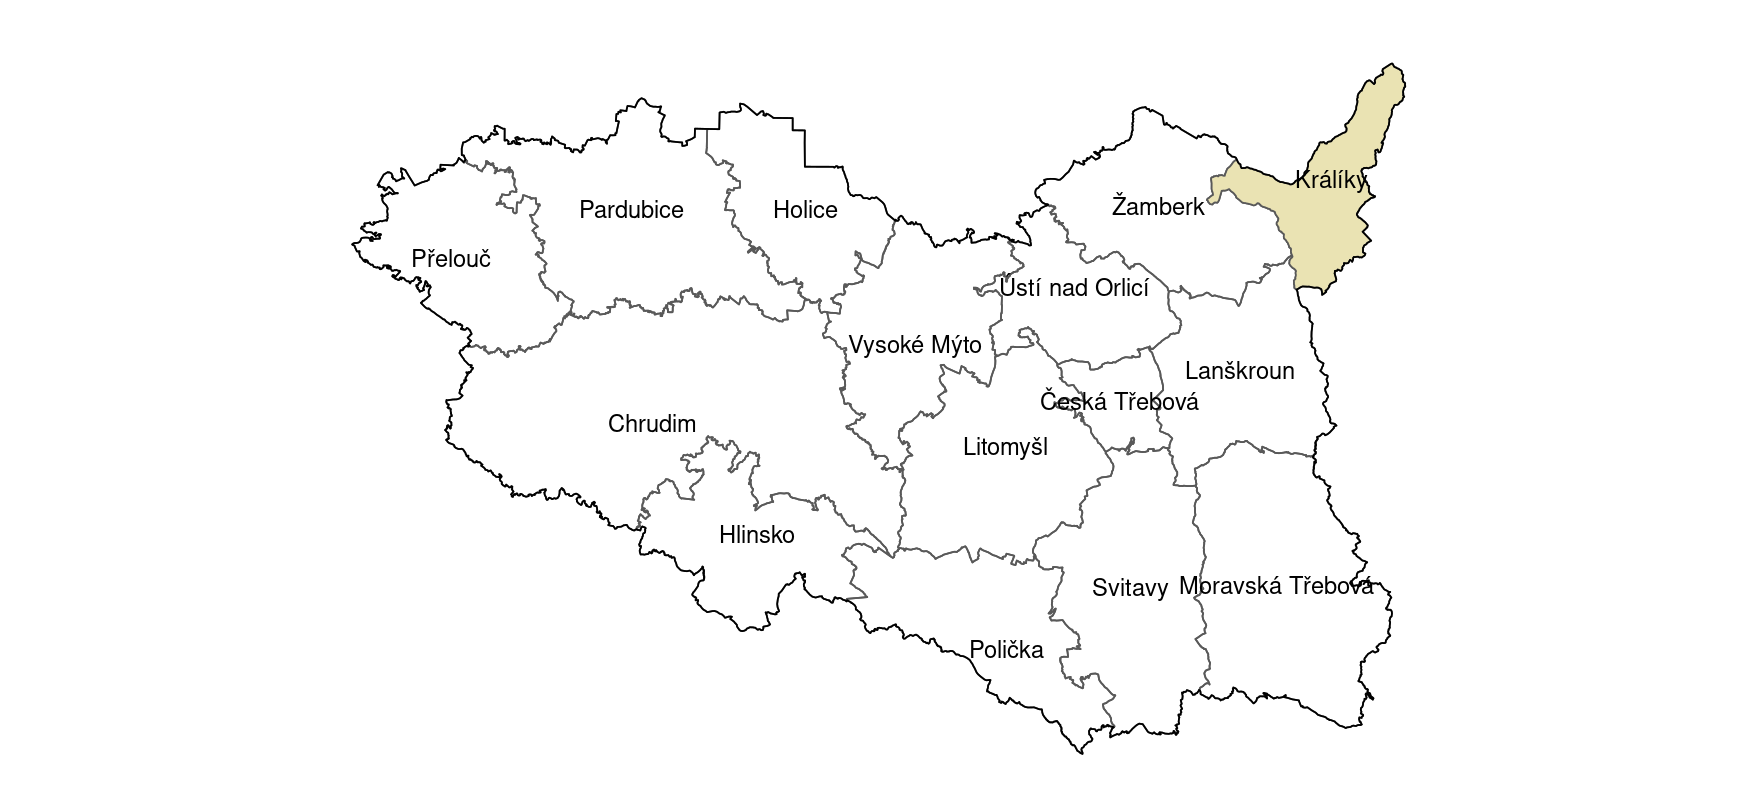 Králíky
Žamberk
Pardubice
Holice
Přelouč
Ústí nad Orlicí
Vysoké Mýto
Lanškroun
Česká Třebová
Chrudim
Litomyšl
Hlinsko
Svitavy
Moravská Třebová
Polička